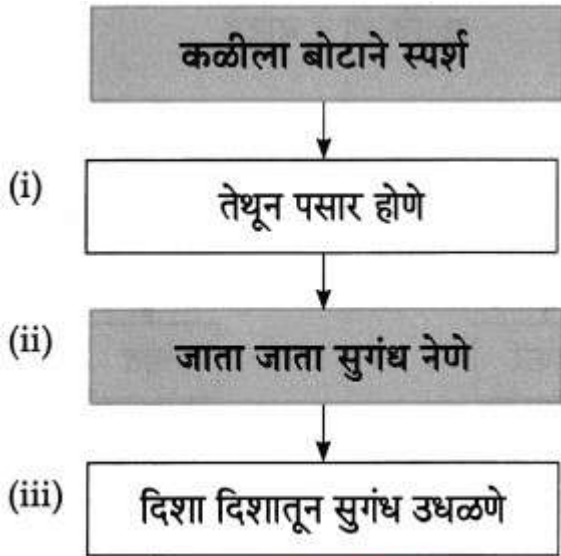 कळीला बोटाने स्पर्श
(i) तेथून पसार होणे
(ii) जाता जाता सुगंध नेणे
(iii) दिशा दिशातून सुगंध उधळणे